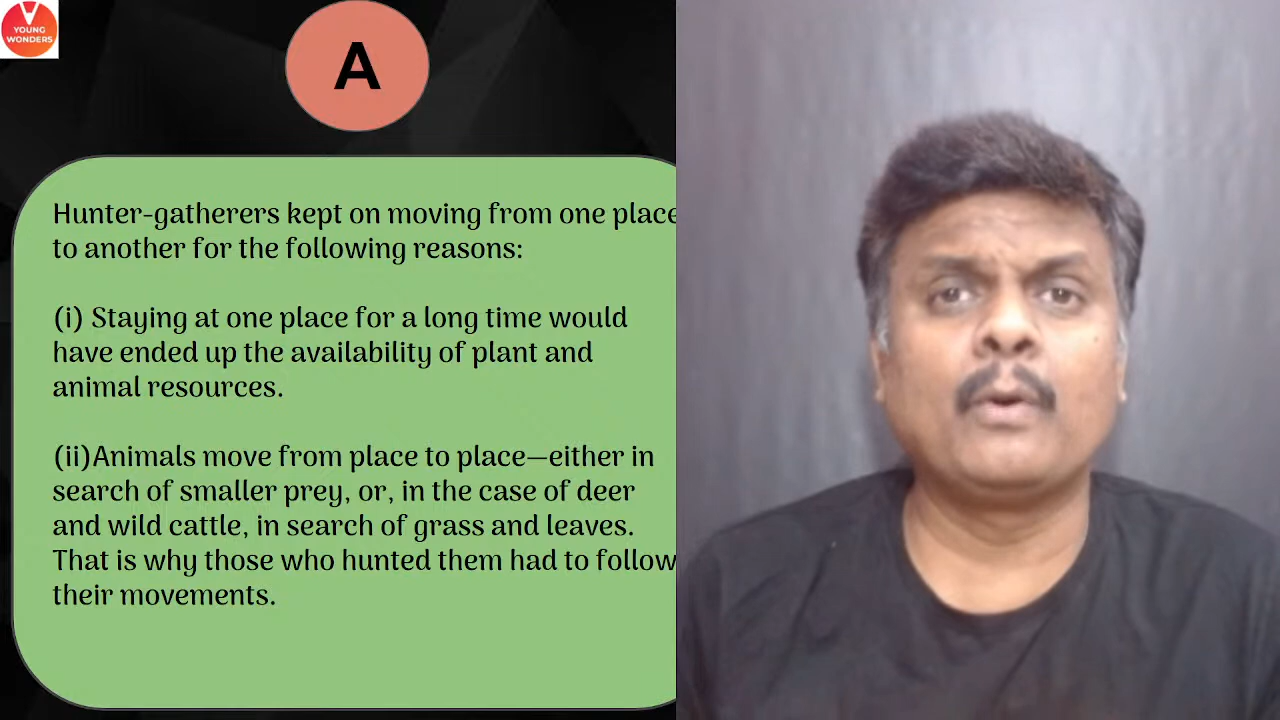 YOUNG
WONDERS
A
Hunter-gatherers kept on moving from one place
to another for the following reasons:
(i) Staying at one place for a long time would
have ended up the availability of plant and
animal resources.
(ii)Animals move from place to place—either in
search of smaller prey, or, in the case of deer
and wild cattle, in search of grass and leaves.
That is why those who hunted them had to follow
their movements.